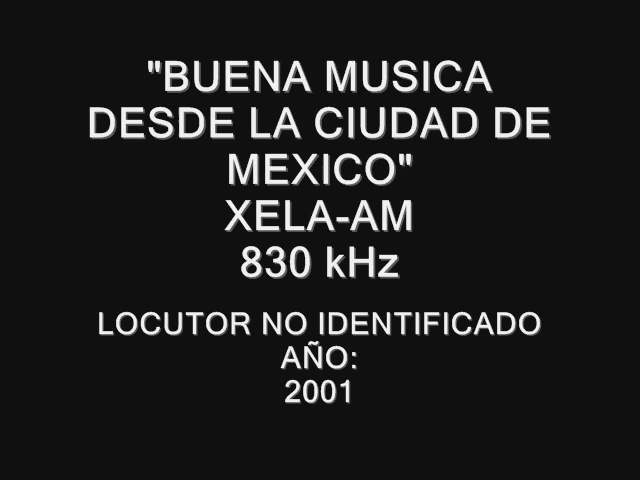 "BUENA MUSICA
DESDE LA CIUDAD DE
MEXICO"
XELA-AM
830 kHz
LOCUTOR NO IDENTIFICADO
AÑO:
2001